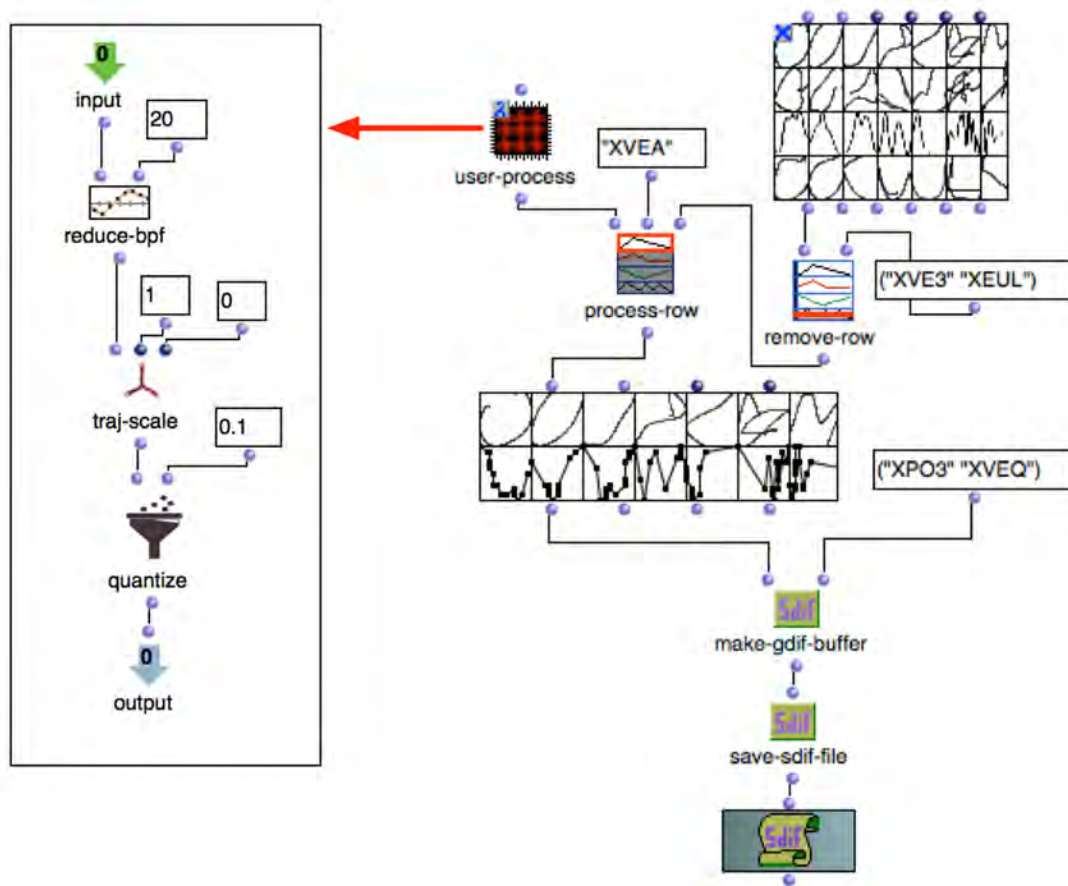 0
input
20
reduce-bpf
1
0
traj-scale
0.1
quantize
0
output
user-process
"XVEA"
process-row
remove-row
("XVE3" "XEUL")
("XPO3" "XVEQ")
Sdif
make-gdif-buffer
Sdif
save-sdif-file
Sdif